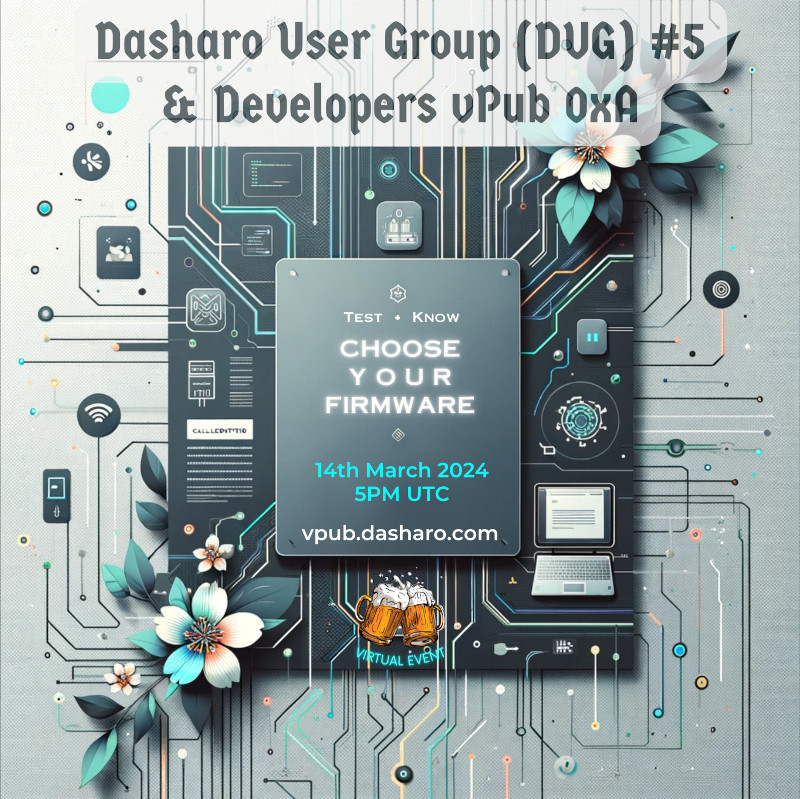 Dasharo User Group (DUG) #5
& Developers vPub 0xA
Test • Know
CHOOSE
YOUR
FIRMWARE
14th March 2024
5PM UTC
vpub.dasharo.com
VIRTUAL EVENT